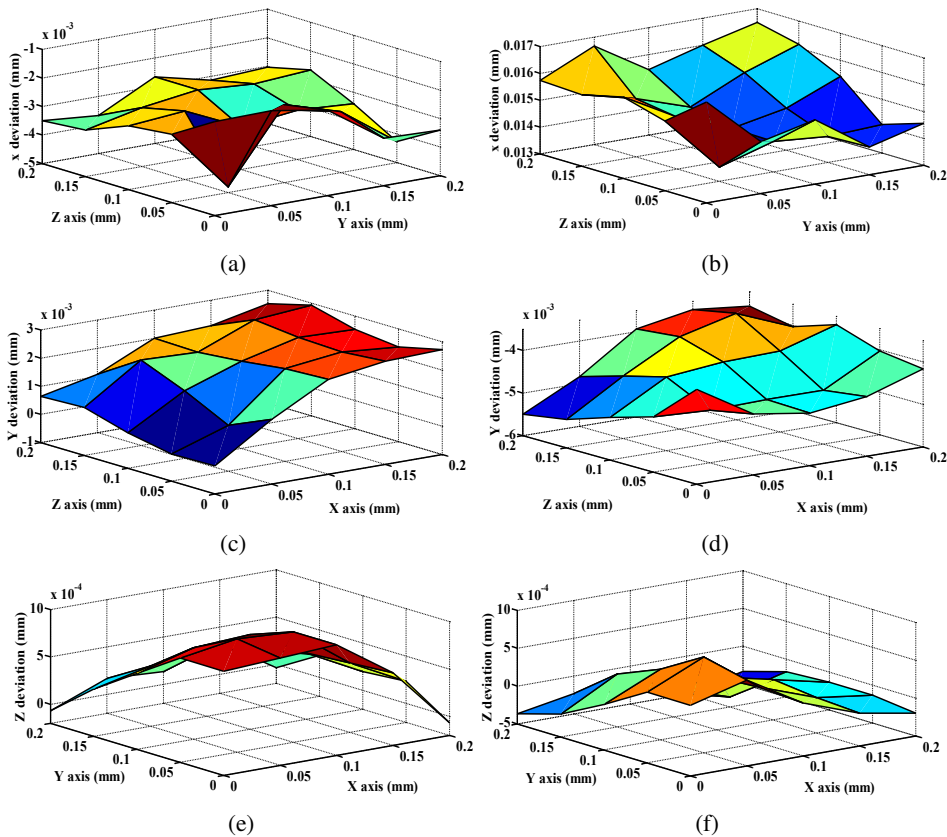 x 10 -3
-1
-2
-3
-4
-5
x deviation (mm)
0.2
0.15
0.1
0.05
0
Z axis (mm)
0
0.05
0.1
0.15
0.2
Y axis (mm)
(a)
0.017
0.016
0.015
0.014
0.013
x deviation (mm)
0.2
0.15
0.1
0.05
0
Z axis (mm)
0
0.05
0.1
0.15
0.2
Y axis (mm)
(b)
x 10 -3
3
2
1
0
-1
Y deviation (mm)
0.2
0.15
0.1
0.05
0
Z axis (mm)
0
0.05
0.1
0.15
0.2
X axis (mm)
(c)
x 10 -3
-4
-5
-6
Y deviation (mm)
0.2
0.15
0.1
0.05
0
Z axis (mm)
0
0.05
0.1
0.15
0.2
X axis (mm)
(d)
x 10 -4
10
5
0
Z deviation (mm)
0.2
0.15
0.1
0.05
0
Y axis (mm)
0
0.05
0.1
0.15
0.2
X axis (mm)
(e)
x 10 -4
10
5
0
-5
Z deviation (mm)
0.2
0.15
0.1
0.05
0
Y axis (mm)
0
0.05
0.1
0.15
0.2
X axis (mm)
(f)